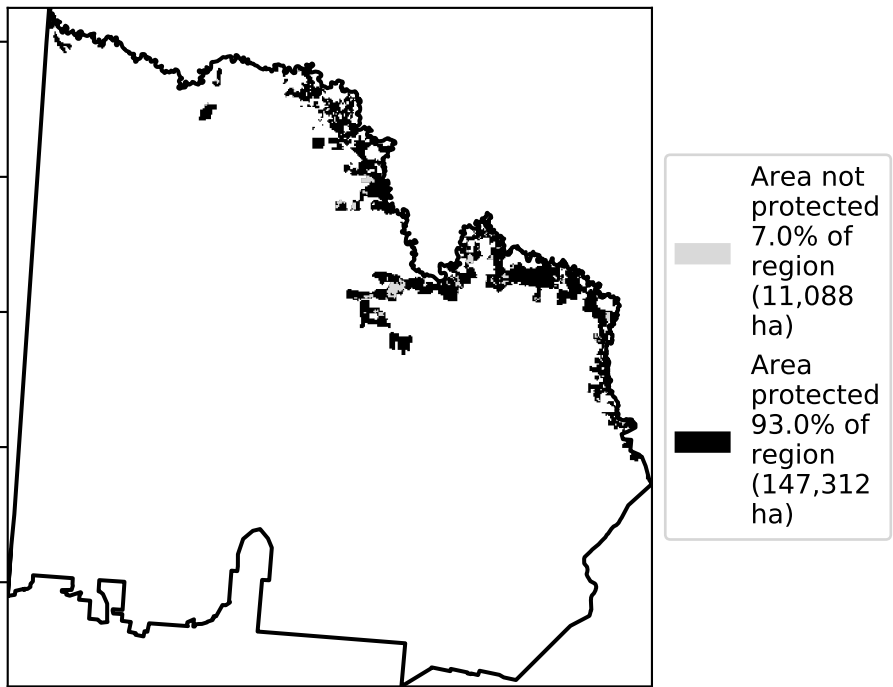 Area not
protected
7.0% of
region
(11,088
ha)
Area
protected
93.0% of
region
(147,312
ha)